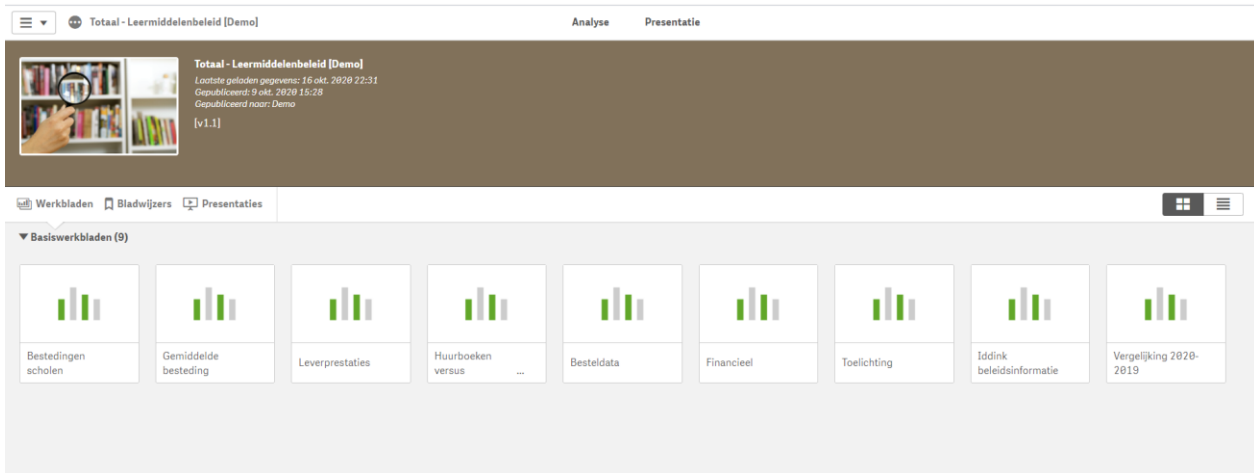 Totaal - Leermiddelenbeleid [Demo]
Analyse
Presentatie
Totaal - Leermiddelenbeleid [Demo]
Laatste geladen gegevens: 16 okt. 2020 22:31
Gepubliceerd: 9 okt. 2020 15:28
Gepubliceerd naar: Demo
[v1.1]
Werkbladen
Bladwijzers
Presentaties
Basiswerkbladen (9)
Bestedingen
scholen
Gemiddelde
besteding
Leverprestaties
Huurboeken
versus ...
Besteldata
Financieel
Toelichting
Iddink
beleidsinformatie
Vergelijking 2020-
2019